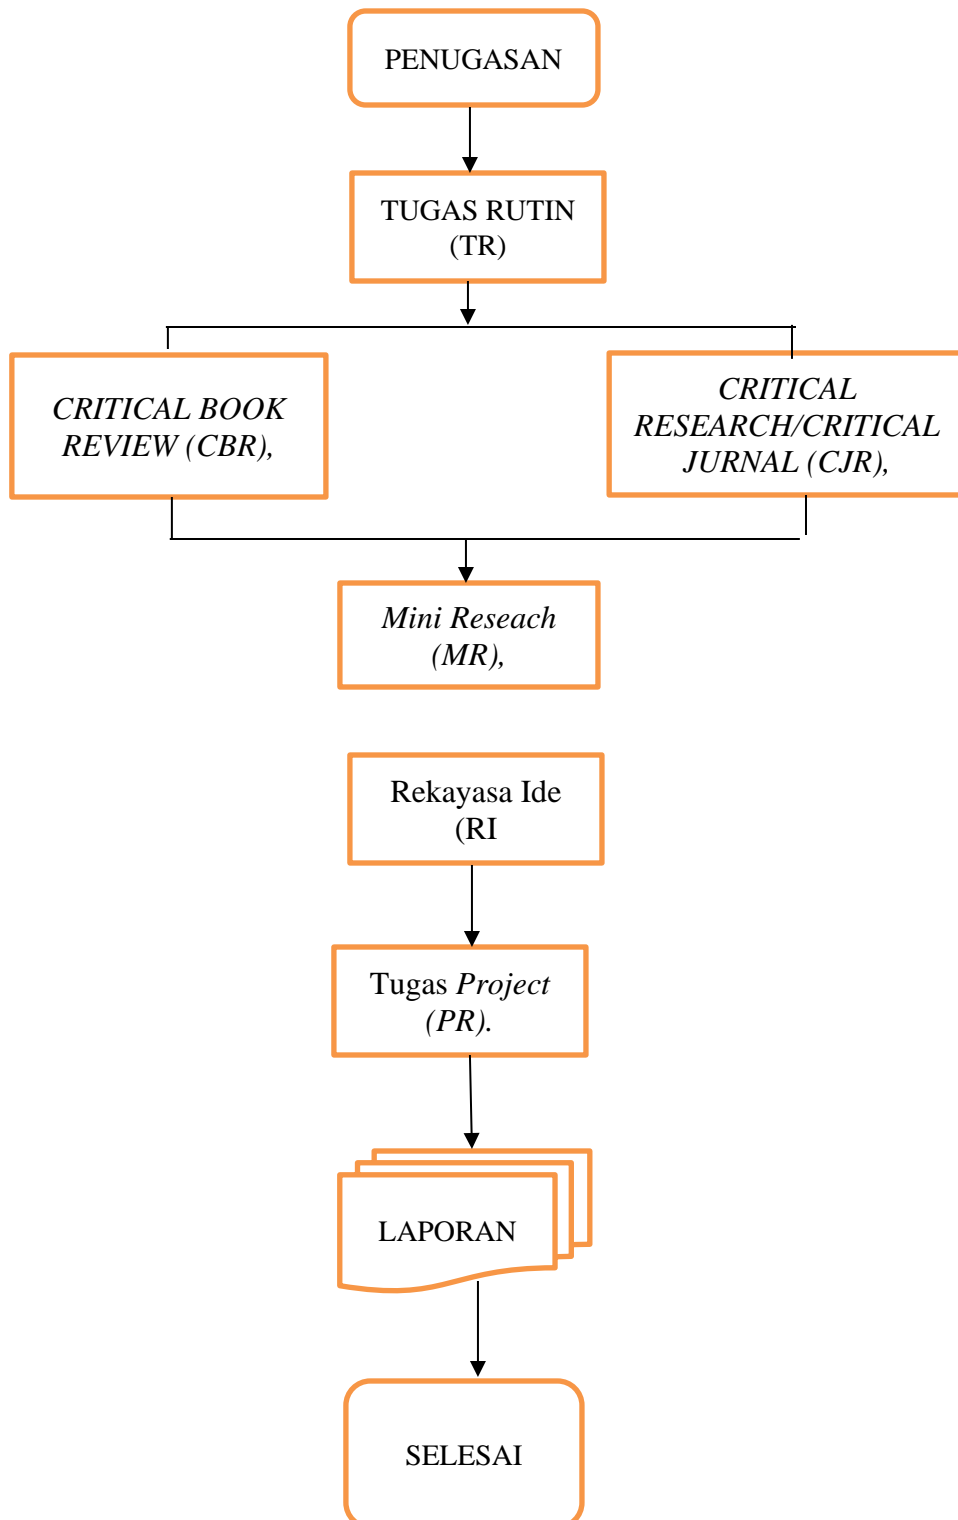 PENUGASAN
TUGAS RUTIN
(TR)
CRITICAL BOOK
REVIEW (CBR),
CRITICAL
RESEARCH/CRITICAL
JURNAL (CJR),
Mini Reseach
(MR),
Rekayasa Ide
(RI
Tugas Project
(PR).
LAPORAN
SELESAI